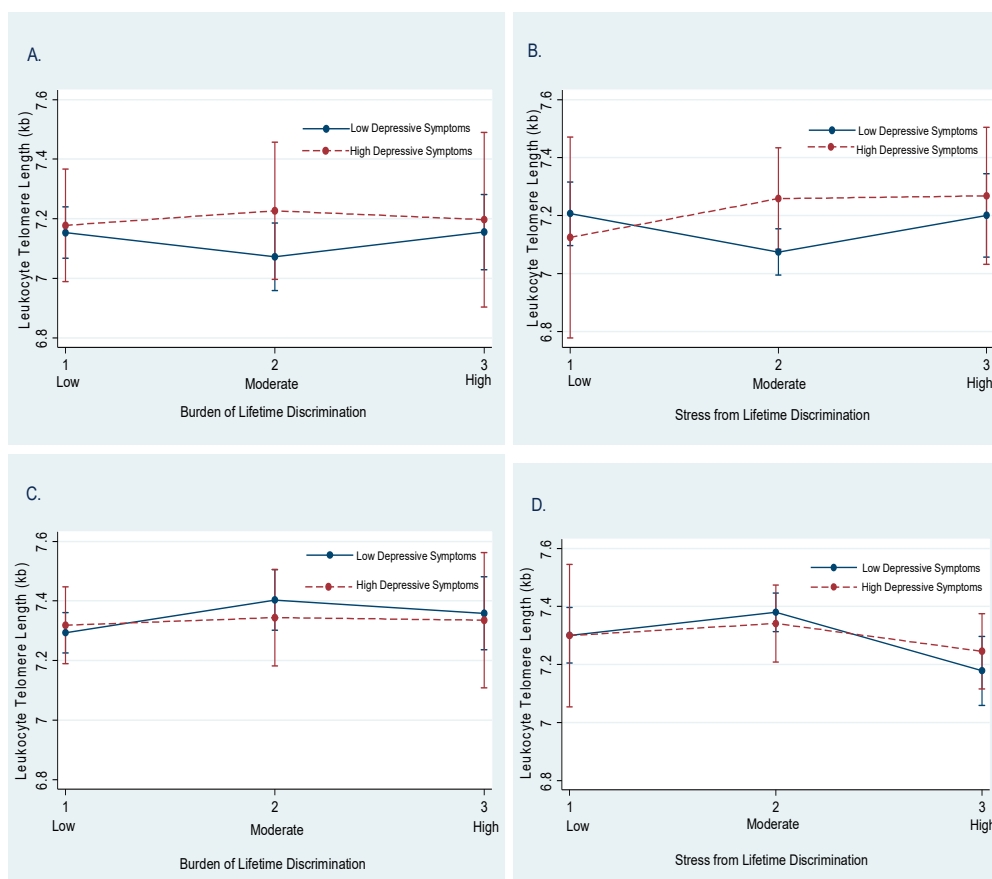 A.
Leukocyte Telomere Length (kb)
7.6
7.4
7.2
7
6.8
Low Depressive Symptoms
High Depressive Symptoms
1 2 3
Low Moderate High
Burden of Lifetime Discrimination
B.
Leukocyte Telomere Length (kb)
7.6
7.4
7.2
7
6.8
Low Depressive Symptoms
High Depressive Symptoms
1 2 3
Low Moderate High
Stress from Lifetime Discrimination
C.
Leukocyte Telomere Length (kb)
7.6
7.4
7.2
7
6.8
Low Depressive Symptoms
High Depressive Symptoms
1 2 3
Low Moderate High
Burden of Lifetime Discrimination
D.
Leukocyte Telomere Length (kb)
7.6
7.4
7.2
7
6.8
Low Depressive Symptoms
High Depressive Symptoms
1 2 3
Low Moderate High
Stress from Lifetime Discrimination